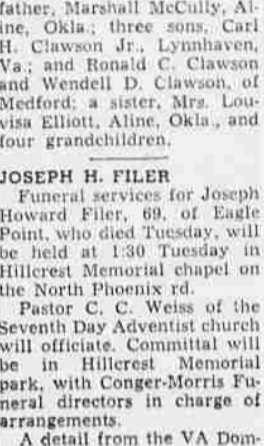 father, Marshall McCully, Al-
ine, Okla.; three sons, Carl
H. Clawson Jr., Lynnhaven,
Va.; and Ronald C. Clawson
and Wendell D. Clawson, of
Medford; a sister, Mrs. Lou-
visa Elliott, Aline, Okla., and
four grandchildren.
JOSEPH H. FILER
Funeral services for Joseph
Howard Filer, 69, of Eagle
Point, who died Tuesday, will
be held at 1:30 Tuesday in
Hillcrest Memorial chapel on
the North Phoenix rd.
Pastor C. C. Weiss of the
Seventh Day Adventist church
will officiate. Committal will
be in Hillcrest Memorial
park, with Conger-Morris Fu-
neral directors in charge of
arrangements.
A detail from the VA Dom-